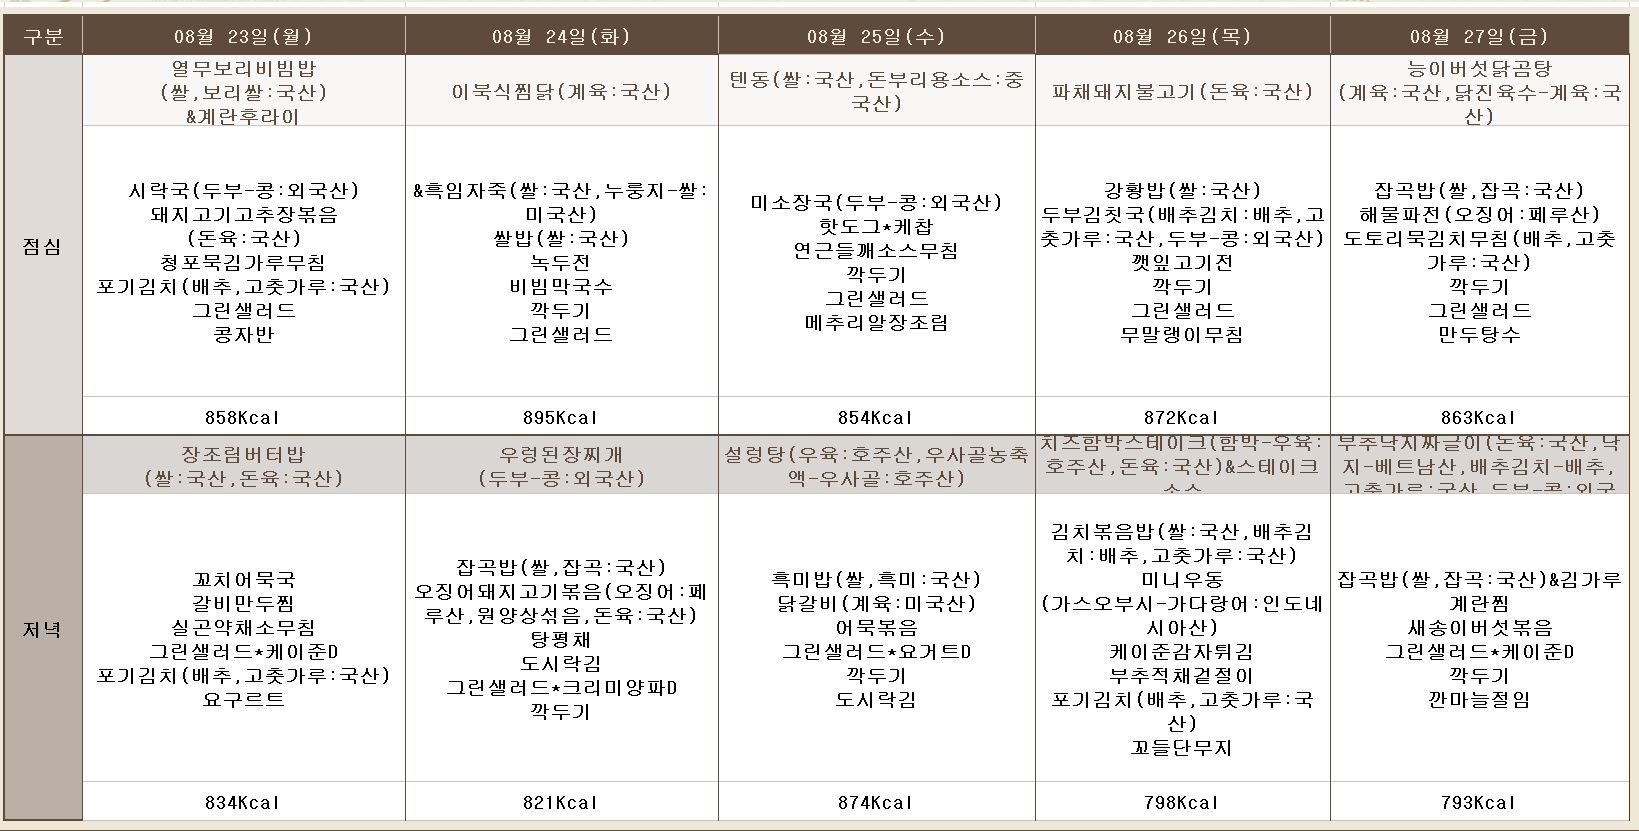 구분
08월 23일(월)
08월 24일(화)
08월 25일(수)
08월 26일(목)
08월 27일(금)
점심
열무보리비빔밥
(쌀,보리쌀:국산)
&계란후라이
이북식찜닭(계육:국산)
텐동(쌀:국산,돈부리용소스:중
국산)
파채돼지불고기(돈육:국산)
능이버섯닭곰탕
(계육:국산,닭진육수-계육:국
산)
시락국(두부-콩:외국산)
돼지고기고추장볶음
(돈육:국산)
청포묵김가루무침
포기김치(배추,고춧가루:국산)
그린샐러드
콩자반
&흑임자죽(쌀:국산,누룽지-쌀:
미국산)
쌀밥(쌀:국산)
녹두전
비빔막국수
깍두기
그린샐러드
미소장국(두부-콩:외국산)
핫도그*케찹
연근들깨소스무침
깍두기
그린샐러드
메추리알장조림
강황밥(쌀:국산)
두부김칫국(배추김치:배추,고
춧가루:국산,두부-콩:외국산)
깻잎고기전
깍두기
그린샐러드
무말랭이무침
잡곡밥(쌀,잡곡:국산)
해물파전(오징어:페루산)
도토리묵김치무침(배추,고춧
가루:국산)
깍두기
그린샐러드
만두탕수
858Kcal
895Kcal
854Kcal
872Kcal
863Kcal
저녁
장조림버터밥
(쌀:국산,돈육:국산)
우렁된장찌개
(두부-콩:외국산)
설렁탕(우육:호주산,우사골농축
액-우사골:호주산)
치즈함박스테이크(함박-우육:
호주산,돈육:국산)&스테이크
소스
부추낙지짜글이(돈육:국산,낙
지-베트남산,배추김치-배추,
고춧가루:국산,두부-콩:외국
꼬치어묵국
갈비만두찜
실곤약채소무침
그린샐러드*케이준D
포기김치(배추,고춧가루:국산)
요구르트
잡곡밥(쌀,잡곡:국산)
오징어돼지고기볶음(오징어:페
루산,원양상섞음,돈육:국산)
탕평채
도시락김
그린샐러드*크리미양파D
깍두기
흑미밥(쌀,흑미:국산)
닭갈비(계육:미국산)
어묵볶음
그린샐러드*요거트D
깍두기
도시락김
김치볶음밥(쌀:국산,배추김
치:배추,고춧가루:국산)
미니우동
(가스오부시-가다랑어:인도네
시아산)
케이준감자튀김
부추적채겉절이
포기김치(배추,고춧가루:국
산)
꼬들단무지
잡곡밥(쌀,잡곡:국산)&김가루
계란찜
새송이버섯볶음
그린샐러드*케이준D
깍두기
깐마늘절임
834Kcal
821Kcal
874Kcal
798Kcal
793Kcal